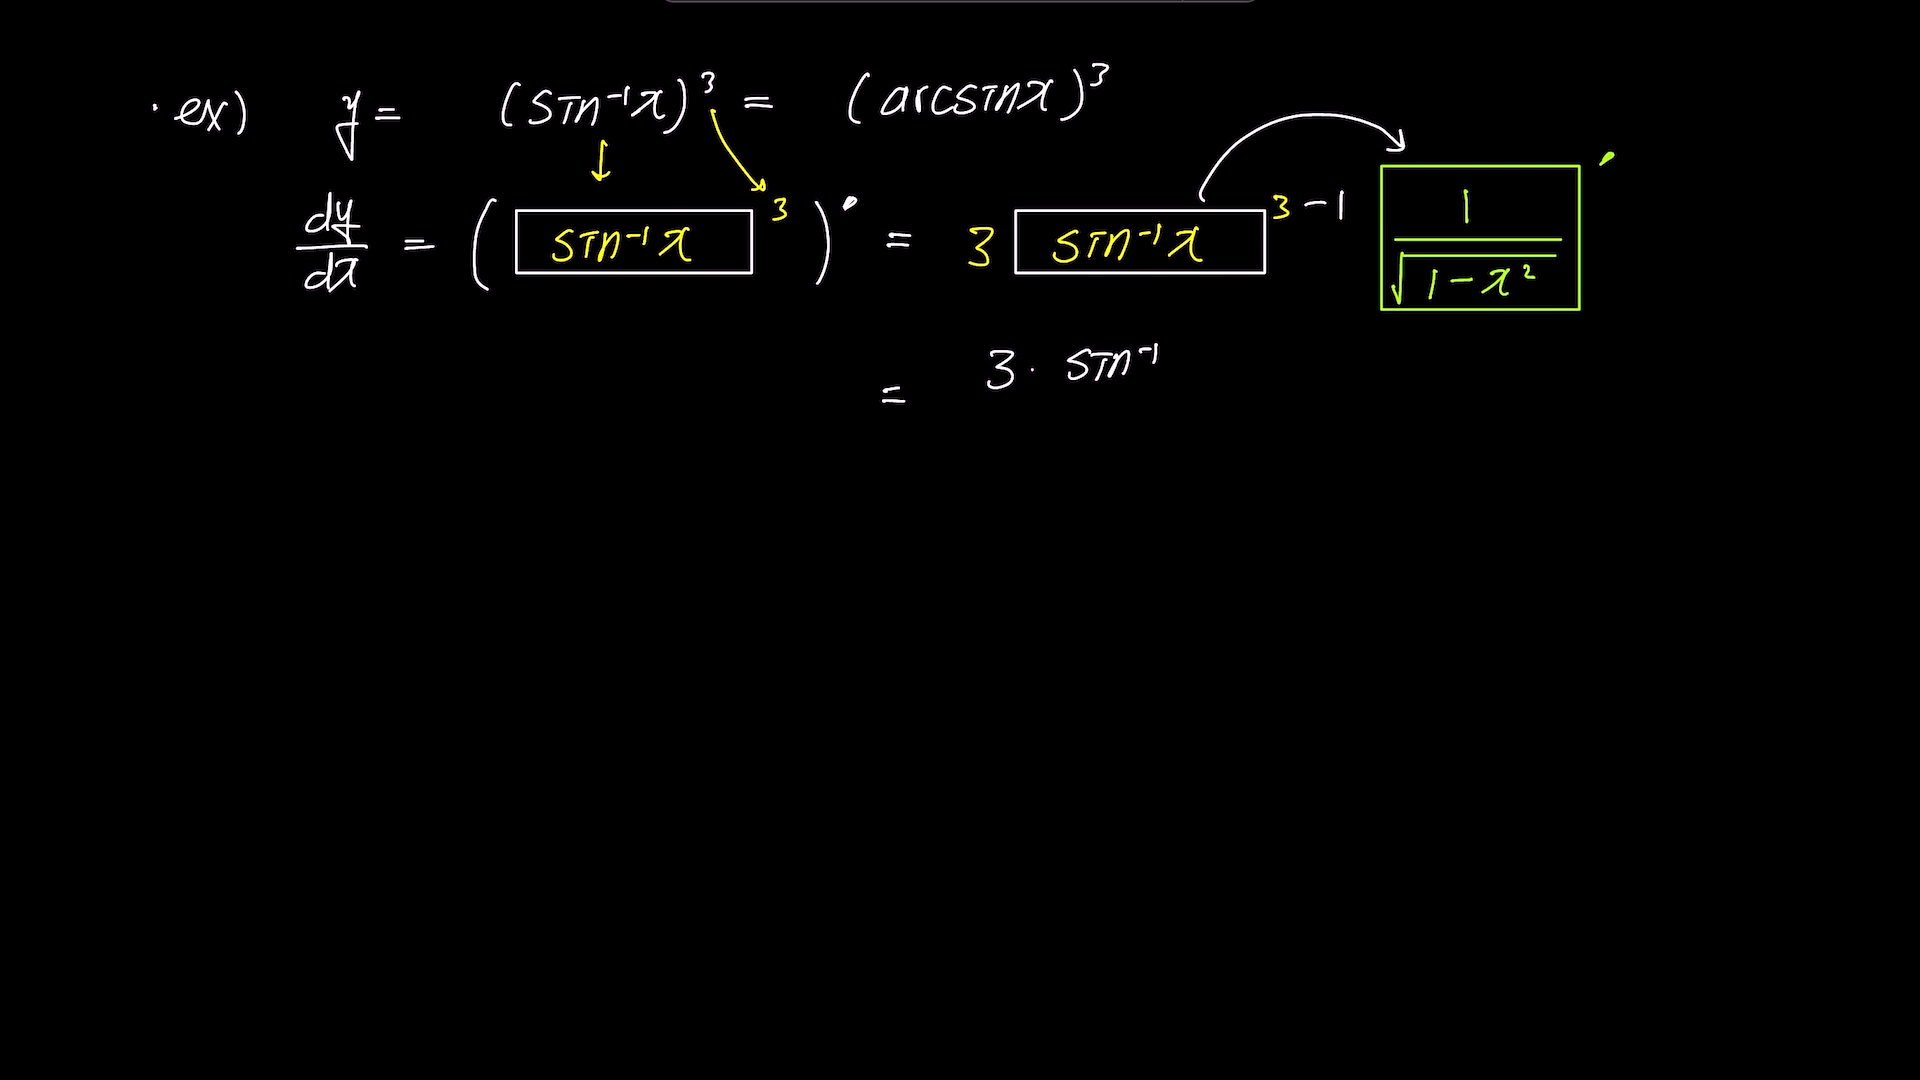 · ex) y = (sin⁻¹x)³ = (arcsinx)³
dy/dx = ( sin⁻¹x ³ )' = 3 sin⁻¹x ³⁻¹ 1/√(1-x²) '
= 3 · sin⁻¹